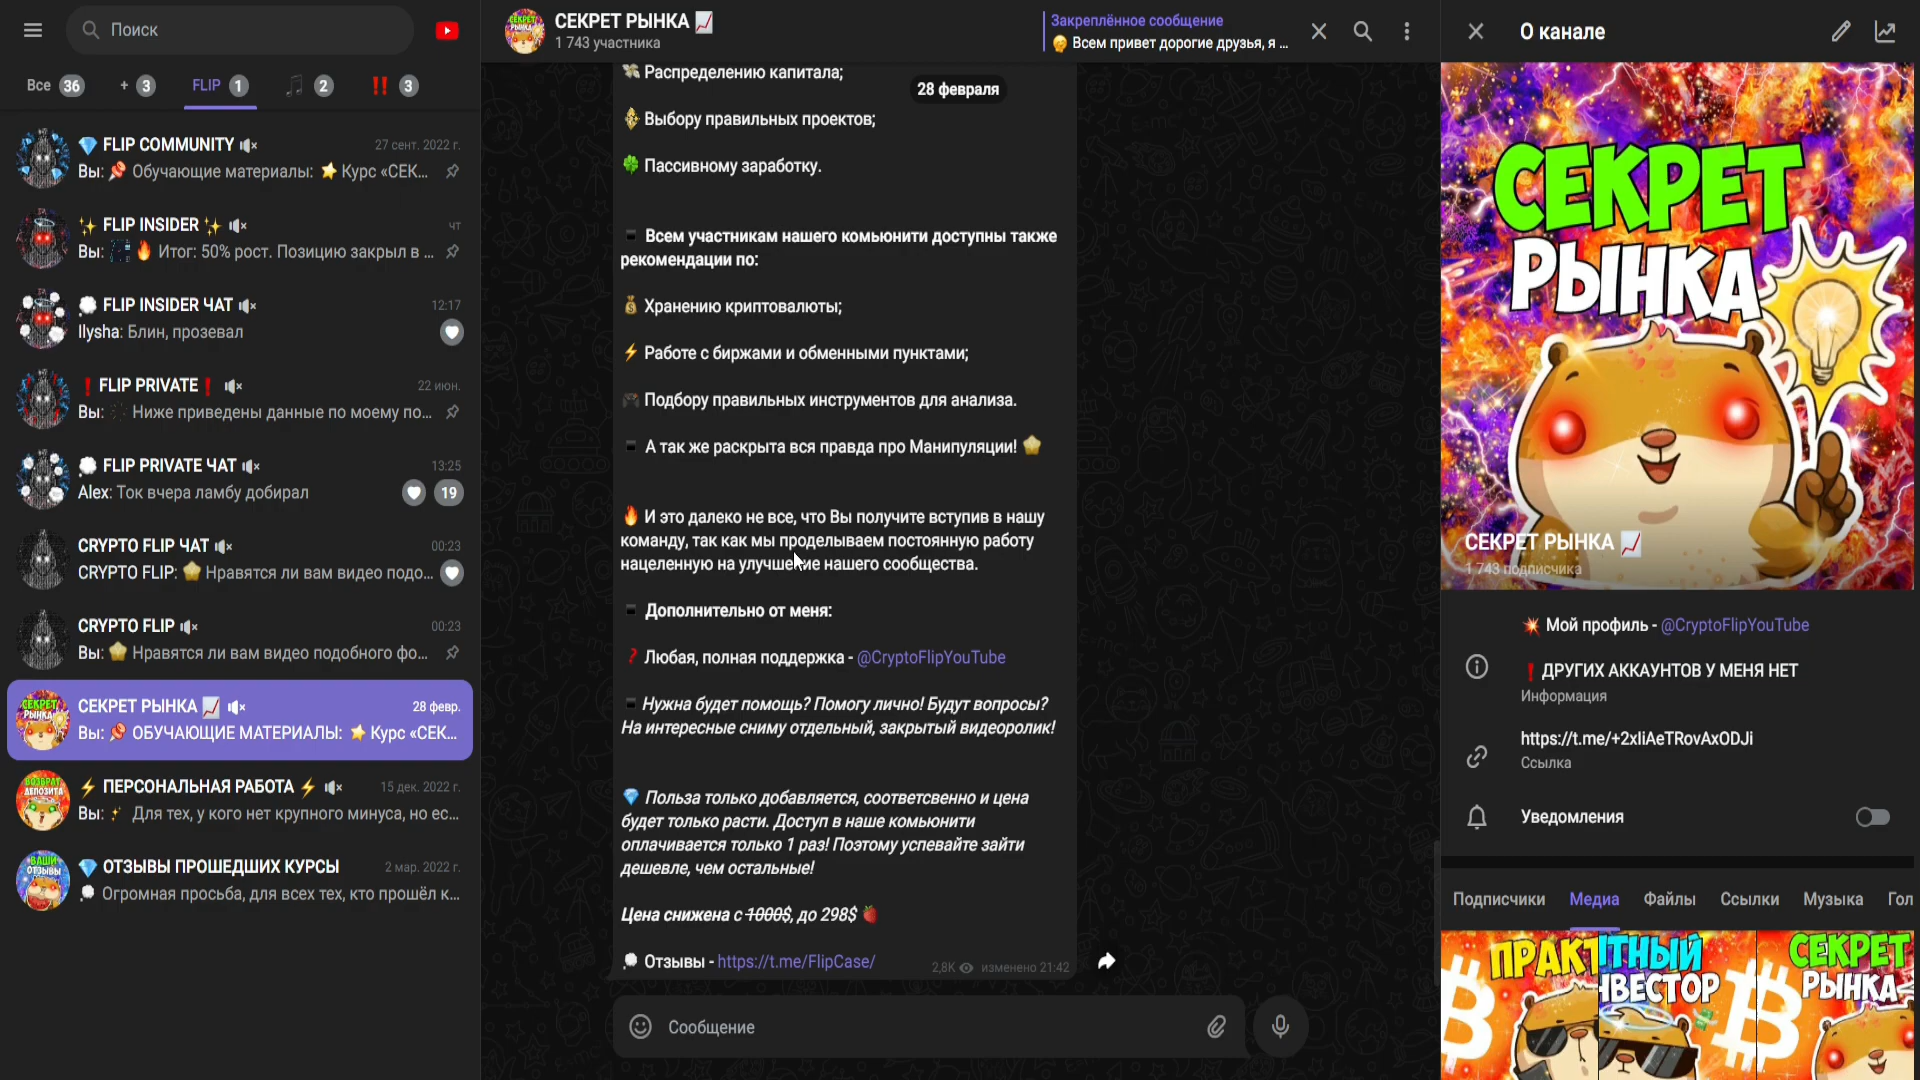 Поиск
Все 36
+ 3
FLIP 1
2
3
FLIP COMMUNITY
27 сент. 2022 г.
Вы: Обучающие материалы: Курс «СЕК...
FLIP INSIDER
чт
Вы: Итог: 50% рост. Позицию закрыл в ...
FLIP INSIDER ЧАТ
12:17
Ilysha: Блин, прозевал
FLIP PRIVATE
22 июн.
Вы: Ниже приведены данные по моему по...
FLIP PRIVATE ЧАТ
13:25
Alex: Ток вчера ламбу добирал
19
CRYPTO FLIP ЧАТ
00:23
CRYPTO FLIP: Нравятся ли вам видео подо...
CRYPTO FLIP
00:23
Вы: Нравятся ли вам видео подобного фо...
СЕКРЕТ РЫНКА
28 февр.
Вы: ОБУЧАЮЩИЕ МАТЕРИАЛЫ: Курс «СЕК...
ПЕРСОНАЛЬНАЯ РАБОТА
15 дек. 2022 г.
Вы: Для тех, у кого нет крупного минуса, но ес...
ОТЗЫВЫ ПРОШЕДШИХ КУРСЫ
2 мар. 2022 г.
Огромная просьба, для всех тех, кто прошёл к...
СЕКРЕТ РЫНКА
1 743 участника
Закреплённое сообщение
Всем привет дорогие друзья, я ...
28 февраля
Распределению капитала;
Выбору правильных проектов;
Пассивному заработку.
Всем участникам нашего комьюнити доступны также
рекомендации по:
Хранению криптовалюты;
Работе с биржами и обменными пунктами;
Подбору правильных инструментов для анализа.
А так же раскрыта вся правда про Манипуляции!
И это далеко не все, что Вы получите вступив в нашу
команду, так как мы проделываем постоянную работу
нацеленную на улучшение нашего сообщества.
Дополнительно от меня:
Любая, полная поддержка - @CryptoFlipYouTube
Нужна будет помощь? Помогу лично! Будут вопросы?
На интересные сниму отдельный, закрытый видеоролик!
Польза только добавляется, соответсвенно и цена
будет только расти. Доступ в наше комьюнити
оплачивается только 1 раз! Поэтому успевайте зайти
дешевле, чем остальные!
Цена снижена с 1000$, до 298$
Отзывы - https://t.me/FlipCase/
2,8K изменено 21:42
Сообщение
О канале
СЕКРЕТ
РЫНКА
СЕКРЕТ РЫНКА
1 743 подписчика
Мой профиль - @CryptoFlipYouTube
ДРУГИХ АККАУНТОВ У МЕНЯ НЕТ
Информация
https://t.me/+2xliAeTRovAxODJi
Ссылка
Уведомления
Подписчики Медиа Файлы Ссылки Музыка Гол
ПРАКТ
ІТНЫЙ
НВЕСТОР
СЕКРЕТ
РЫНКА